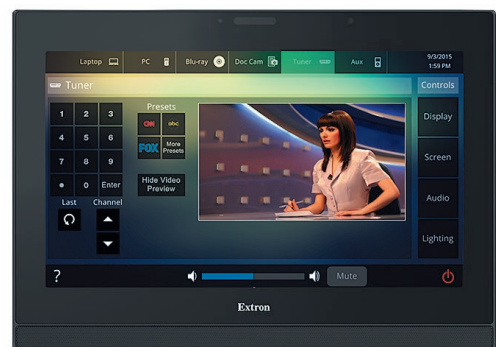 Laptop PC Blu-ray Doc Cam Tuner Aux
9/3/2015
1:59 PM
Tuner
Controls
1 2 3
4 5 6
7 8 9
0 Enter
Last Channel
Presets
CNN abc
FOX More Presets
Hide Video Preview
Display
Screen
Audio
Lighting
?
Mute
Extron